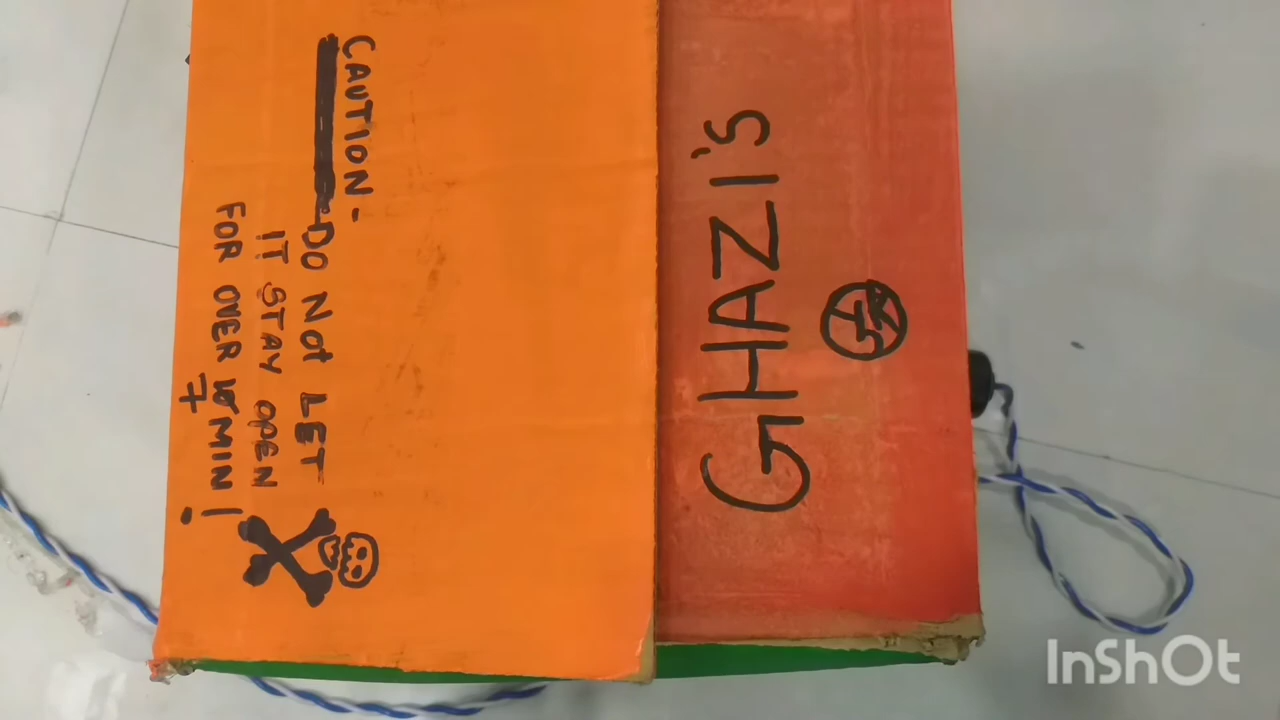 CAUTION -
DO Not LET
IT STAY OPEN
FOR OVER 7 MIN!
GHAZI'S
InShOt